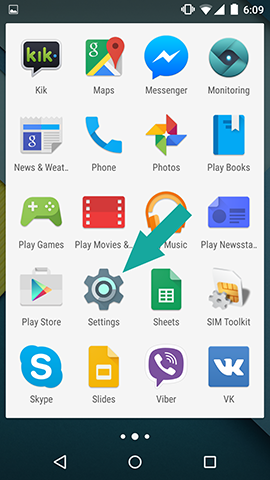 6:09
kik.
Kik
Maps
Messenger
Monitoring
News & Weat..
Phone
Photos
Play Books
Play Games
Play Movies &..
Music
Play Newssta..
Play Store
Settings
Sheets
SIM Toolkit
Skype
Slides
Viber
VK